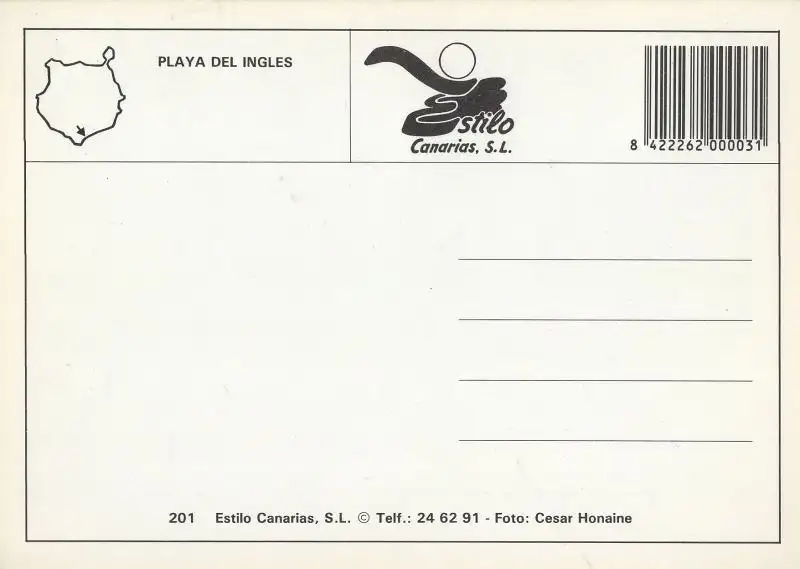 PLAYA DEL INGLES
Estilo
Canarias, S.L.
8 422262 000031
201 Estilo Canarias, S.L. © Telf.: 24 62 91 - Foto: Cesar Honaine